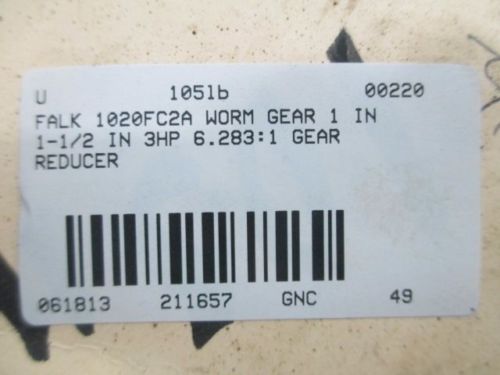 U 105lb 00220
FALK 1020FC2A WORM GEAR 1 IN
1-1/2 IN 3HP 6.283:1 GEAR
REDUCER
061813 211657 GNC 49